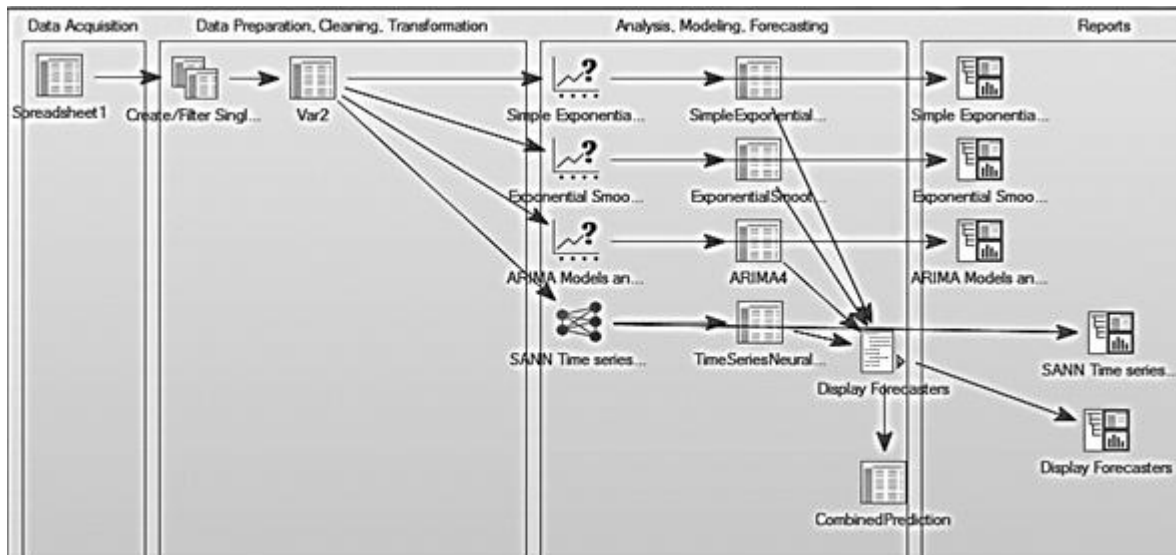 Data Acquisition
Data Preparation, Cleaning, Transformation
Analysis, Modeling, Forecasting
Reports
Spreadsheet1
Create/Filter Singl...
Var2
Simple Exponentia...
SimpleExponential...
Simple Exponentia...
Exponential Smoo...
ExponentialSmoot...
Exponential Smoo...
ARIMA Models an...
ARIMA4
ARIMA Models an...
SANN Time series...
TimeSeriesNeural...
Display Forecasters
SANN Time series...
Display Forecasters
CombinedPrediction